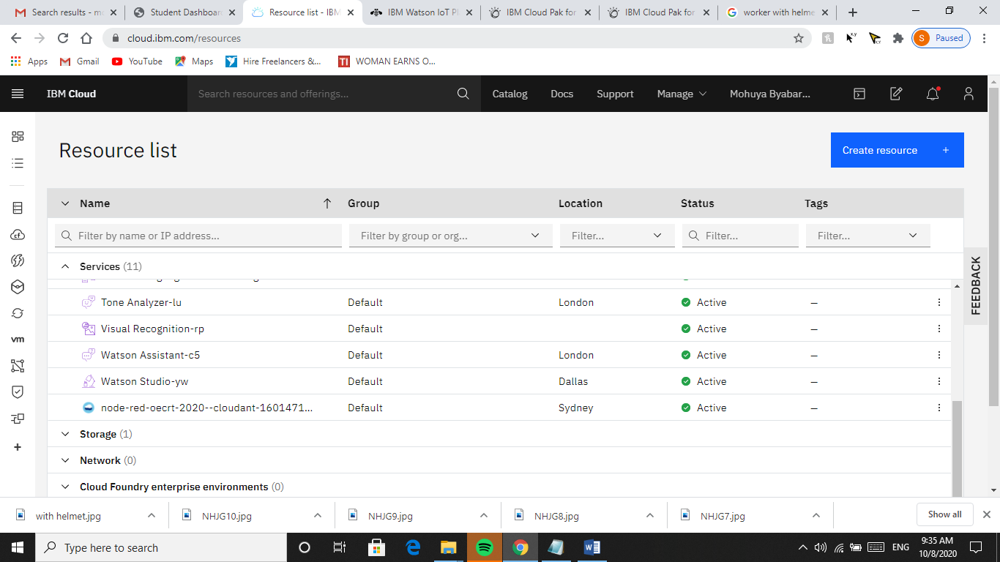 Search results - m
Student Dashboar
Resource list - IBM
IBM Watson IoT Pl
IBM Cloud Pak for
IBM Cloud Pak for
worker with helme
cloud.ibm.com/resources
S Paused
Apps Gmail YouTube Maps Hire Freelancers &... TI WOMAN EARNS O...
IBM Cloud
Search resources and offerings...
Catalog Docs Support Manage Mohuya Byabar...
Resource list
Create resource +
Name Group Location Status Tags
Filter by name or IP address... Filter by group or org... Filter... Filter... Filter...
Services (11)
Tone Analyzer-lu Default London Active –
Visual Recognition-rp Default Active –
Watson Assistant-c5 Default London Active –
Watson Studio-yw Default Dallas Active –
node-red-oecrt-2020--cloudant-1601471... Default Sydney Active –
Storage (1)
Network (0)
Cloud Foundry enterprise environments (0)
vm
FEEDBACK
with helmet.jpg NHJG10.jpg NHJG9.jpg NHJG8.jpg NHJG7.jpg Show all
Type here to search
ENG
9:35 AM
10/8/2020